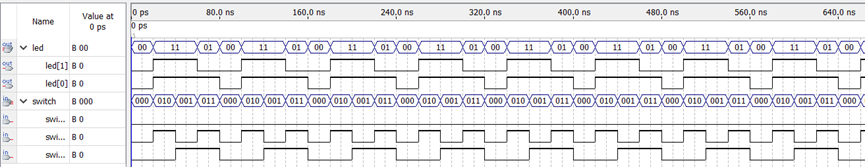 0 ps 80.0 ns 160.0 ns 240.0 ns 320.0 ns 400.0 ns 480.0 ns 560.0 ns 640.0 ns
Name Value at 0 ps 0 ps
led B 00 00 11 01 00 11 01 00 11 01 00 11 01 00 11 01 00 11 01 00 11 01 00 11 01 00
led[1] B 0
led[0] B 0
switch B 000 000 010 001 011 000 010 001 011 000 010 001 011 000 010 001 011 000 010 001 011 000 010 001 011 000 010 001 011 000 010 001 011 000
swi... B 0
swi... B 0
swi... B 0